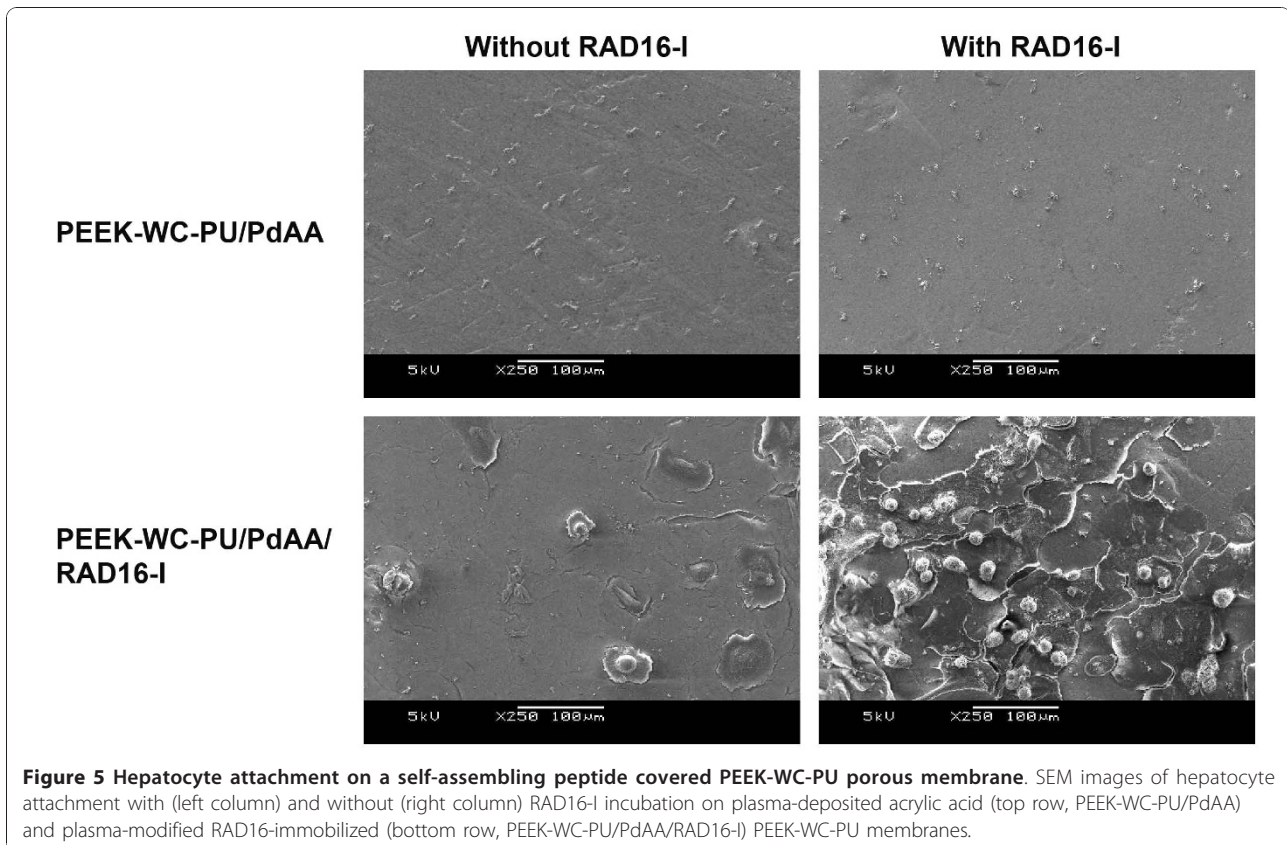 Without RAD16-I
With RAD16-I
PEEK-WC-PU/PdAA
5kU X250 100µm
5kU X250 100µm
PEEK-WC-PU/PdAA/
RAD16-I
5kU X250 100µm
5kU X250 100µm
Figure 5 Hepatocyte attachment on a self-assembling peptide covered PEEK-WC-PU porous membrane. SEM images of hepatocyte
attachment with (left column) and without (right column) RAD16-I incubation on plasma-deposited acrylic acid (top row, PEEK-WC-PU/PdAA)
and plasma-modified RAD16-immobilized (bottom row, PEEK-WC-PU/PdAA/RAD16-I) PEEK-WC-PU membranes.